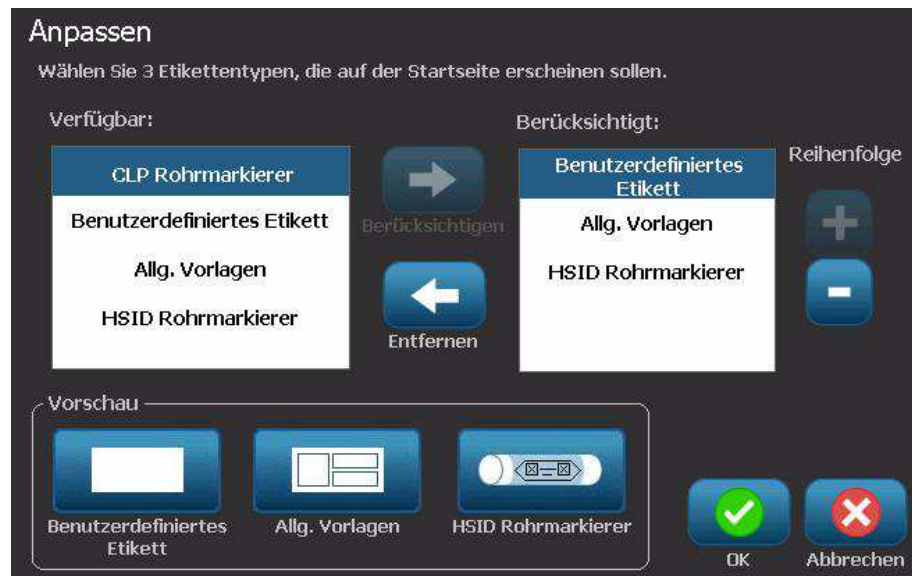 Anpassen
Wählen Sie 3 Etikettentypen, die auf der Startseite erscheinen sollen.
Verfügbar:
CLP Rohrmarkierer
Benutzerdefiniertes Etikett
Allg. Vorlagen
HSID Rohrmarkierer
Berücksichtigen
Entfernen
Berücksichtigt:
Benutzerdefiniertes
Etikett
Allg. Vorlagen
HSID Rohrmarkierer
Reihenfolge
Vorschau
Benutzerdefiniertes
Etikett
Allg. Vorlagen
HSID Rohrmarkierer
OK
Abbrechen